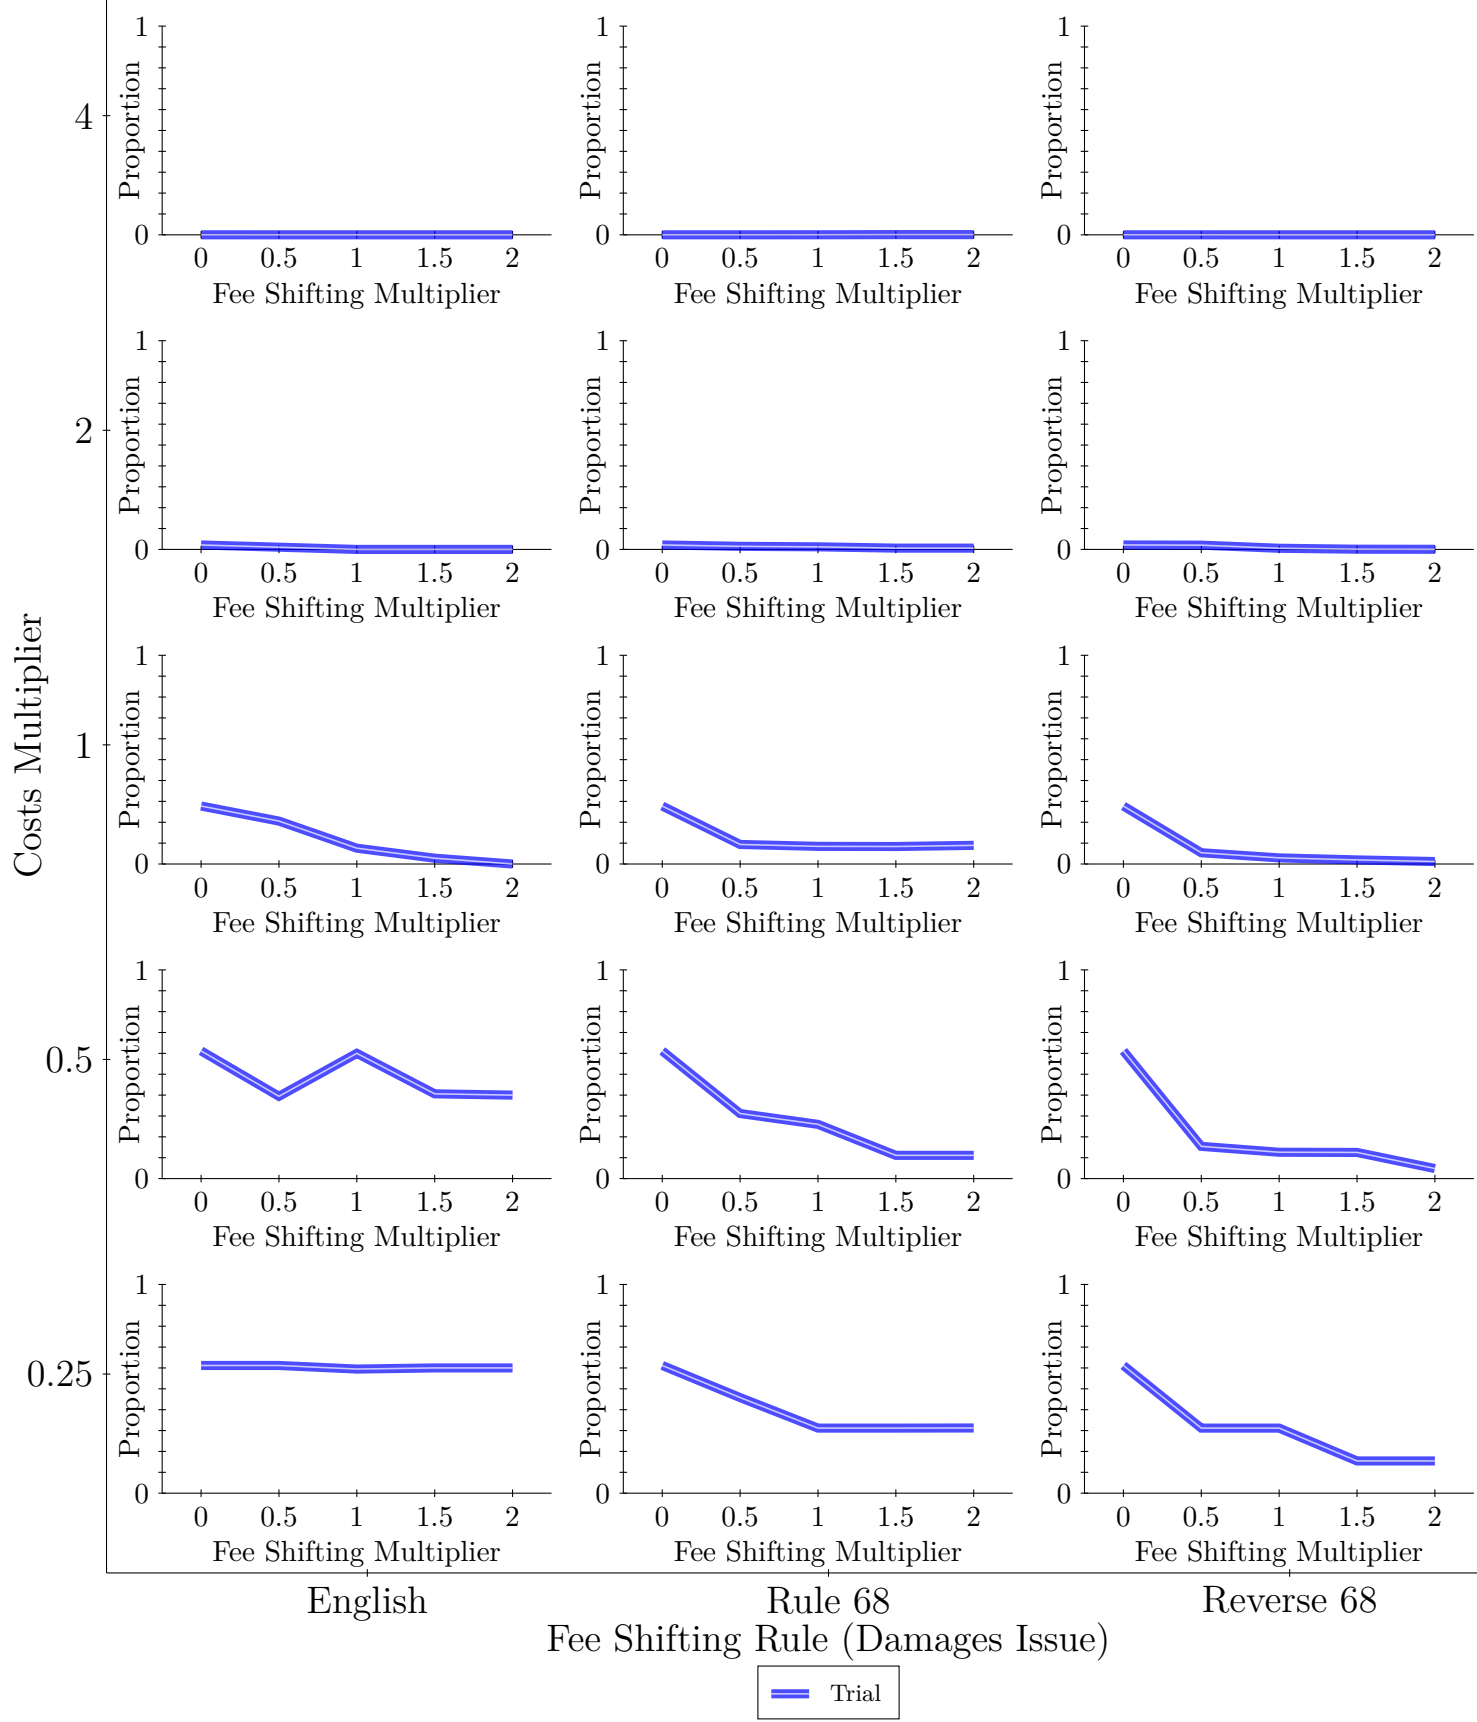 Costs Multiplier
4
1
Proportion
0
0 0.5 1 1.5 2
Fee Shifting Multiplier
1
Proportion
0
0 0.5 1 1.5 2
Fee Shifting Multiplier
1
Proportion
0
0 0.5 1 1.5 2
Fee Shifting Multiplier
2
1
Proportion
0
0 0.5 1 1.5 2
Fee Shifting Multiplier
1
Proportion
0
0 0.5 1 1.5 2
Fee Shifting Multiplier
1
Proportion
0
0 0.5 1 1.5 2
Fee Shifting Multiplier
1
1
Proportion
0
0 0.5 1 1.5 2
Fee Shifting Multiplier
1
Proportion
0
0 0.5 1 1.5 2
Fee Shifting Multiplier
1
Proportion
0
0 0.5 1 1.5 2
Fee Shifting Multiplier
0.5
1
Proportion
0
0 0.5 1 1.5 2
Fee Shifting Multiplier
1
Proportion
0
0 0.5 1 1.5 2
Fee Shifting Multiplier
1
Proportion
0
0 0.5 1 1.5 2
Fee Shifting Multiplier
0.25
1
Proportion
0
0 0.5 1 1.5 2
Fee Shifting Multiplier
1
Proportion
0
0 0.5 1 1.5 2
Fee Shifting Multiplier
1
Proportion
0
0 0.5 1 1.5 2
Fee Shifting Multiplier
English Rule 68 Reverse 68
Fee Shifting Rule (Damages Issue)
Trial